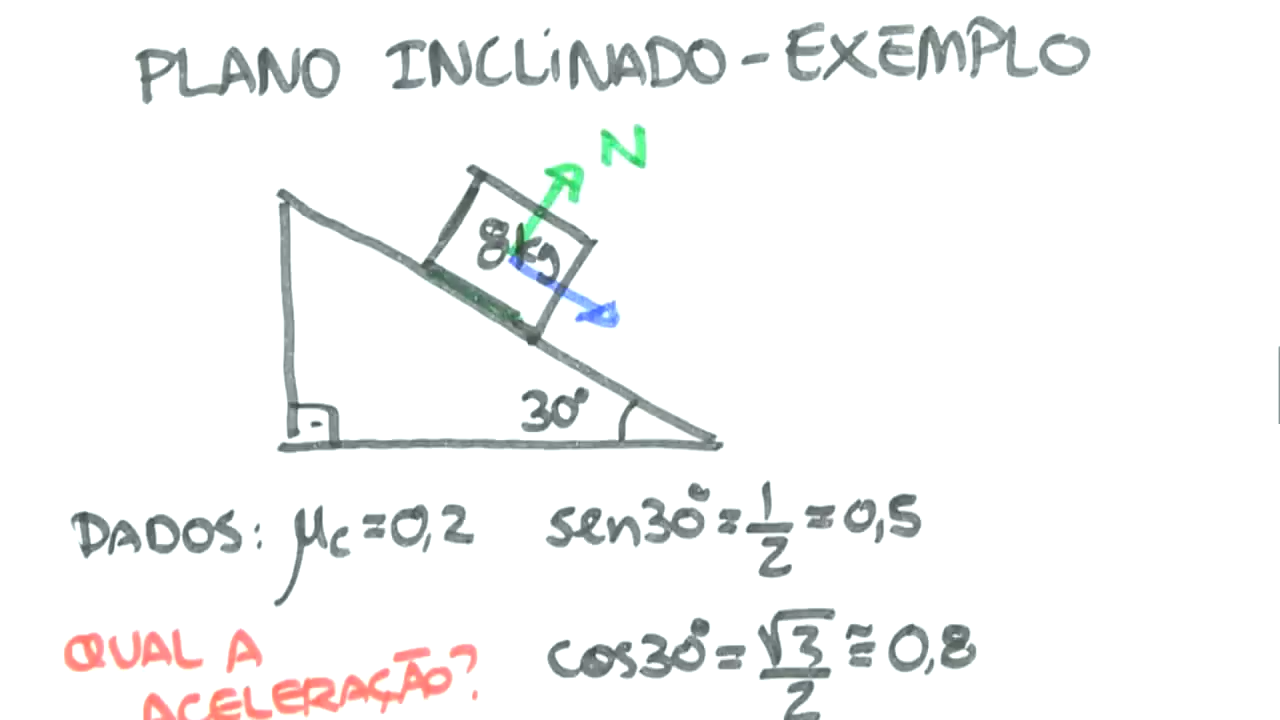 PLANO INCLINADO - EXEMPLO
N
8kg
30°
DADOS: μc = 0,2 sen30° = 1/2 = 0,5
cos30° = √3/2 ≅ 0,8
QUAL A
ACELERAÇÃO?